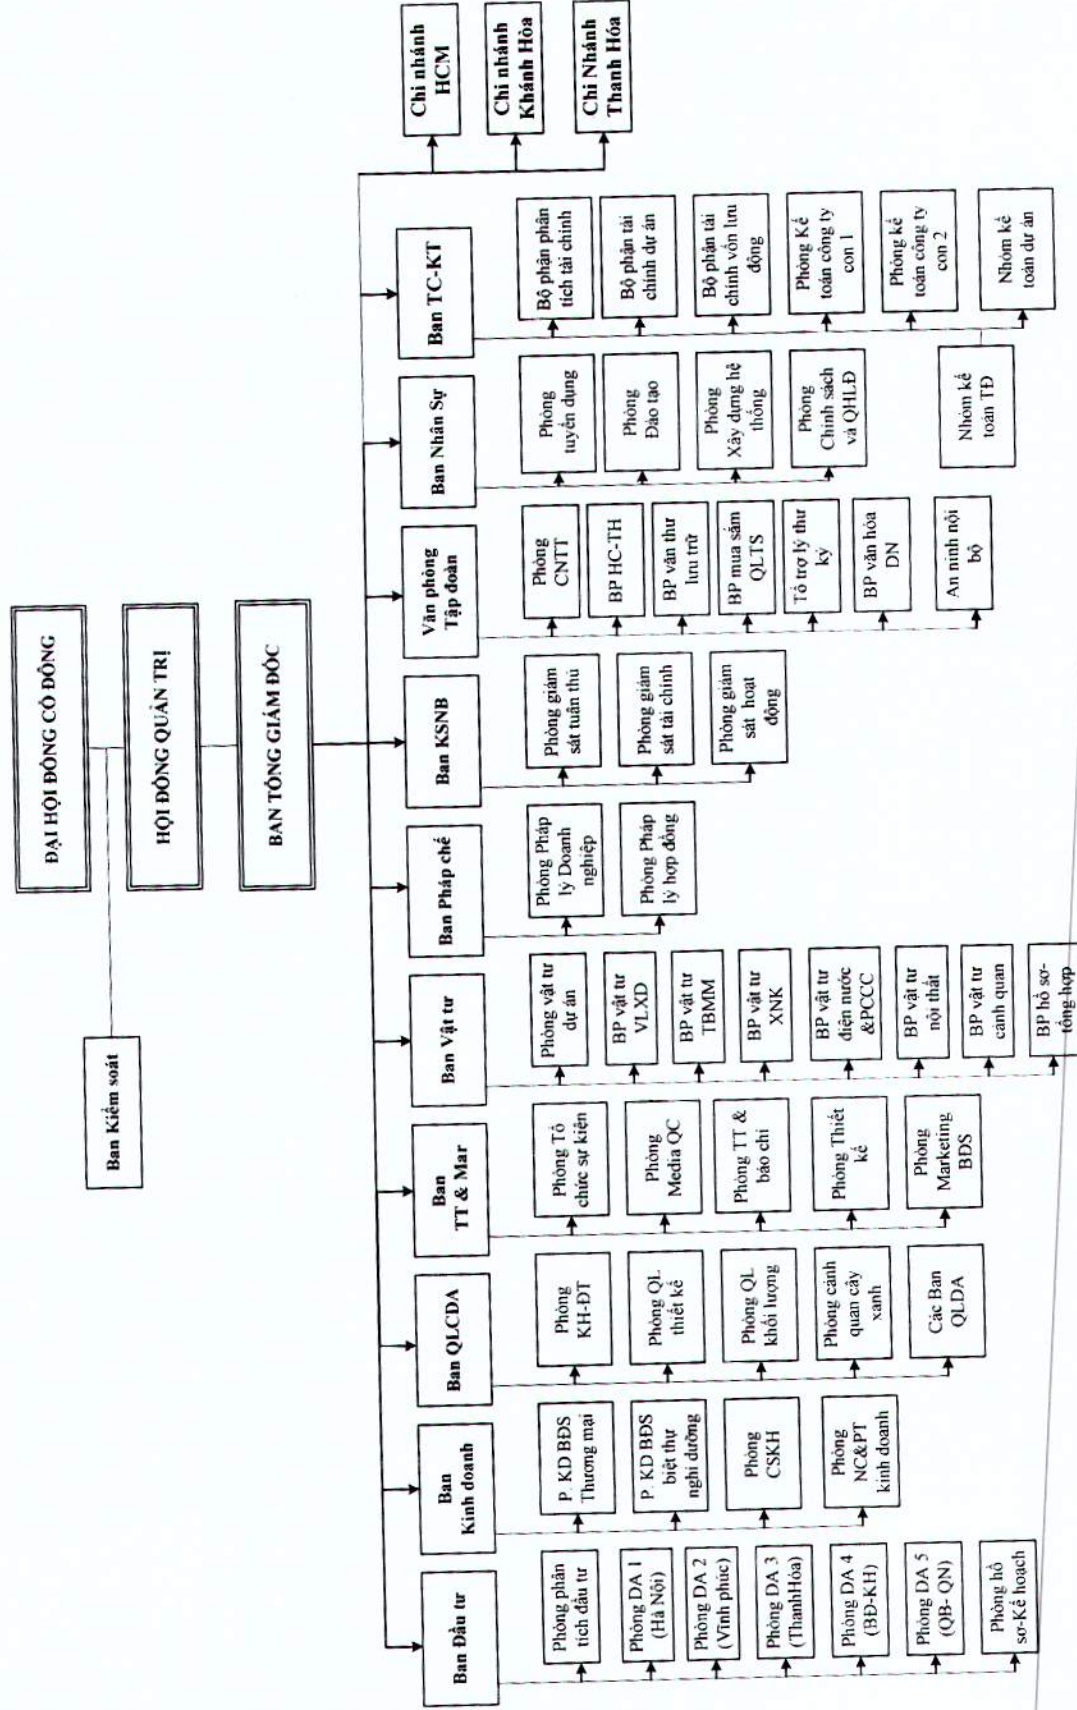 ĐẠI HỘI ĐỒNG CỔ ĐÔNG
Ban Kiểm soát
HỘI ĐỒNG QUẢN TRỊ
BAN TỔNG GIÁM ĐỐC
Ban Đầu tư
Phòng phân
tích đầu tư
Phòng DA 1
(Hà Nội)
Phòng DA 2
(Vĩnh phúc)
Phòng DA 3
(ThanhHóa)
Phòng DA 4
(BĐ-KH)
Phòng DA 5
(QB- QN)
Phòng hồ
sơ-Kế hoạch
Ban
Kinh doanh
P. KD BĐS
Thương mại
P. KD BĐS
biệt thự
nghỉ dưỡng
Phòng
CSKH
Phòng
NC&PT
kinh doanh
Ban QLCDA
Phòng
KH-ĐT
Phòng QL
thiết kế
Phòng QL
khối lượng
Phòng cảnh
quan cây
xanh
Các Ban
QLDA
Ban
TT & Mar
Phòng Tổ
chức sự kiện
Phòng
Media QC
Phòng TT &
báo chí
Phòng Thiết
kế
Phòng
Marketing
BĐS
Ban Vật tư
Phòng vật tư
dự án
BP vật tư
VLXD
BP vật tư
TBMM
BP vật tư
XNK
BP vật tư
điện nước
&PCCC
BP vật tư
nội thất
BP vật tư
cảnh quan
BP hồ sơ-
tổng hợp
Ban Pháp chế
Phòng Pháp
lý Doanh
nghiệp
Phòng Pháp
lý hợp đồng
Ban KSNB
Phòng giám
sát tuân thủ
Phòng giám
sát tài chính
Phòng giám
sát hoạt
động
Văn phòng
Tập đoàn
Phòng
CNTT
BP HC-TH
BP văn thư
lưu trữ
BP mua sắm
QLTS
Tổ trợ lý thư
ký
BP văn hóa
DN
An ninh nội
bộ
Ban Nhân Sự
Phòng
tuyển dụng
Phòng
Đào tạo
Phòng
Xây dựng hệ
thống
Phòng
Chính sách
và QHLĐ
Ban TC-KT
Bộ phận phân
tích tài chính
Bộ phận tài
chính dự án
Bộ phận tài
chính vốn lưu
động
Phòng Kế
toán công ty
con 1
Phòng kế
toán công ty
con 2
Nhóm kế
toán TĐ
Nhóm kế
toán dự án
Chi nhánh
HCM
Chi nhánh
Khánh Hòa
Chi Nhánh
Thanh Hóa